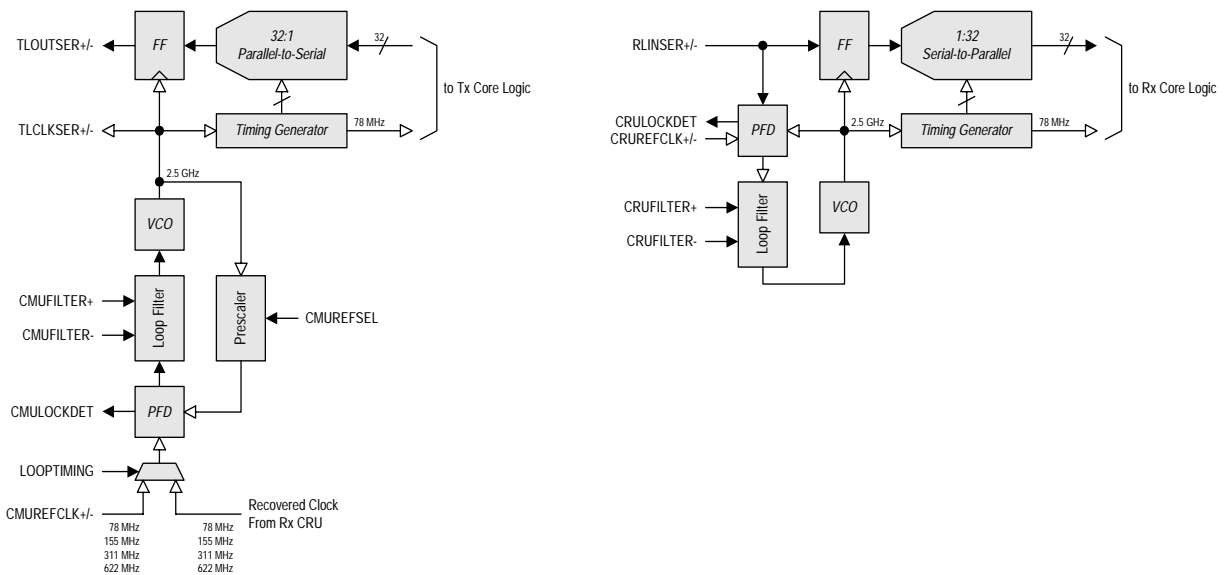 TLOUTSER+/-
FF
32:1
Parallel-to-Serial
32
to Tx Core Logic
TLCLKSER+/-
Timing Generator
78 MHz
2.5 GHz
VCO
CMUFILTER+
CMUFILTER-
Loop Filter
Prescaler
CMUREFSEL
CMULOCKDET
PFD
LOOPTIMING
CMUREFCLK+/-
78 MHz
155 MHz
311 MHz
622 MHz
78 MHz
155 MHz
311 MHz
622 MHz
Recovered Clock
From Rx CRU
RLINSER+/-
FF
1:32
Serial-to-Parallel
32
to Rx Core Logic
CRULOCKDET
CRUREFCLK+/-
PFD
2.5 GHz
Timing Generator
78 MHz
CRUFILTER+
CRUFILTER-
Loop Filter
VCO